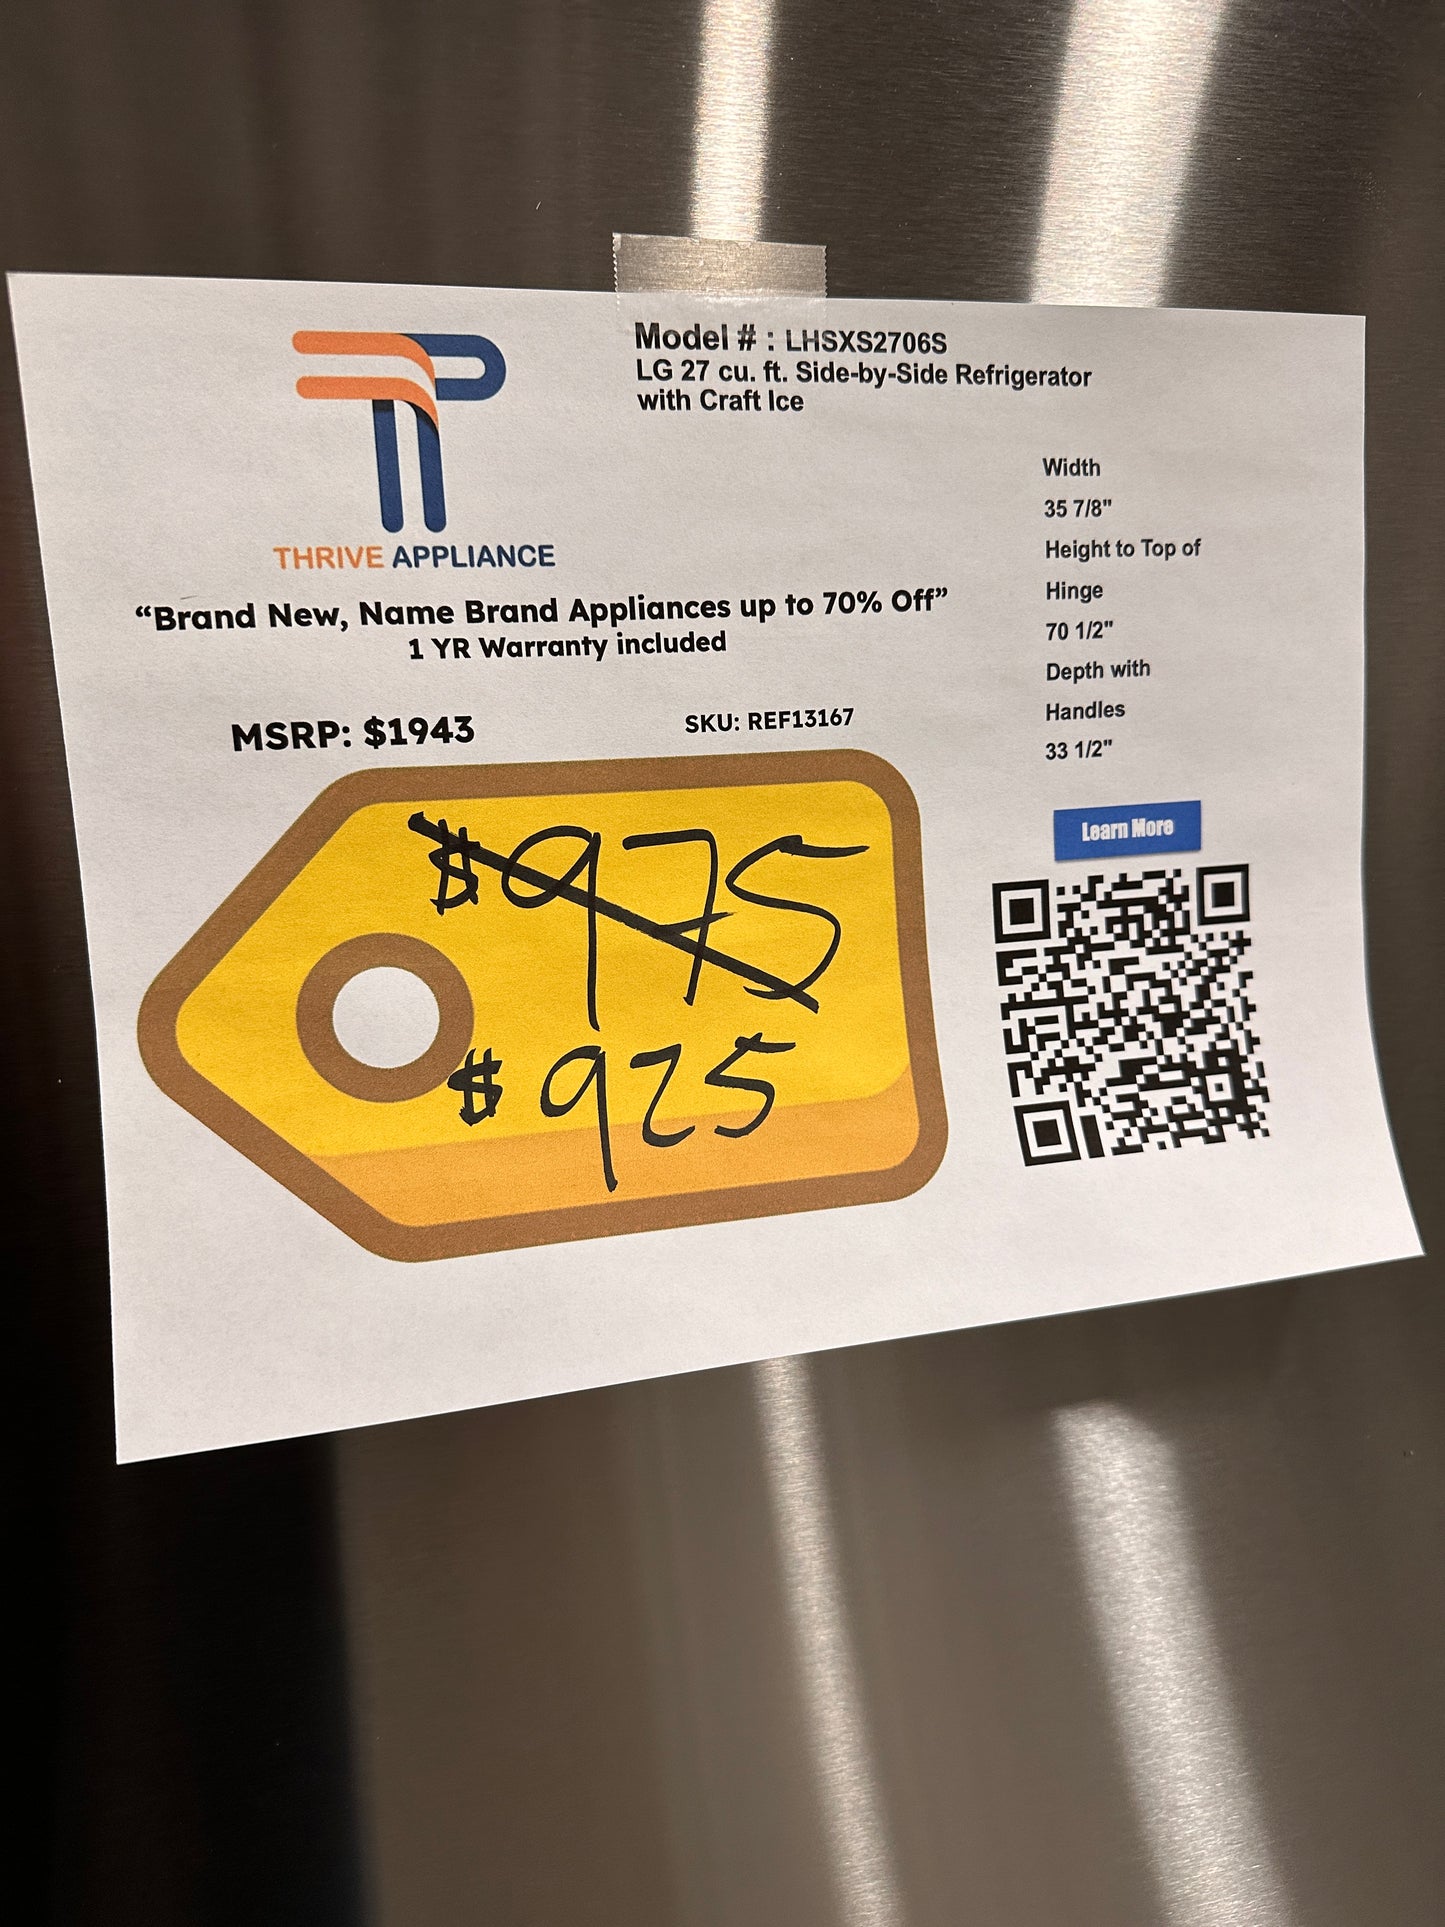 Model # : LHSXS2706S
LG 27 cu. ft. Side-by-Side Refrigerator
with Craft Ice
THRIVE APPLIANCE
“Brand New, Name Brand Appliances up to 70% Off”
1 YR Warranty included
MSRP: $1943
SKU: REF13167
$975
$925
Width
35 7/8"
Height to Top of
Hinge
70 1/2"
Depth with
Handles
33 1/2"
Learn More